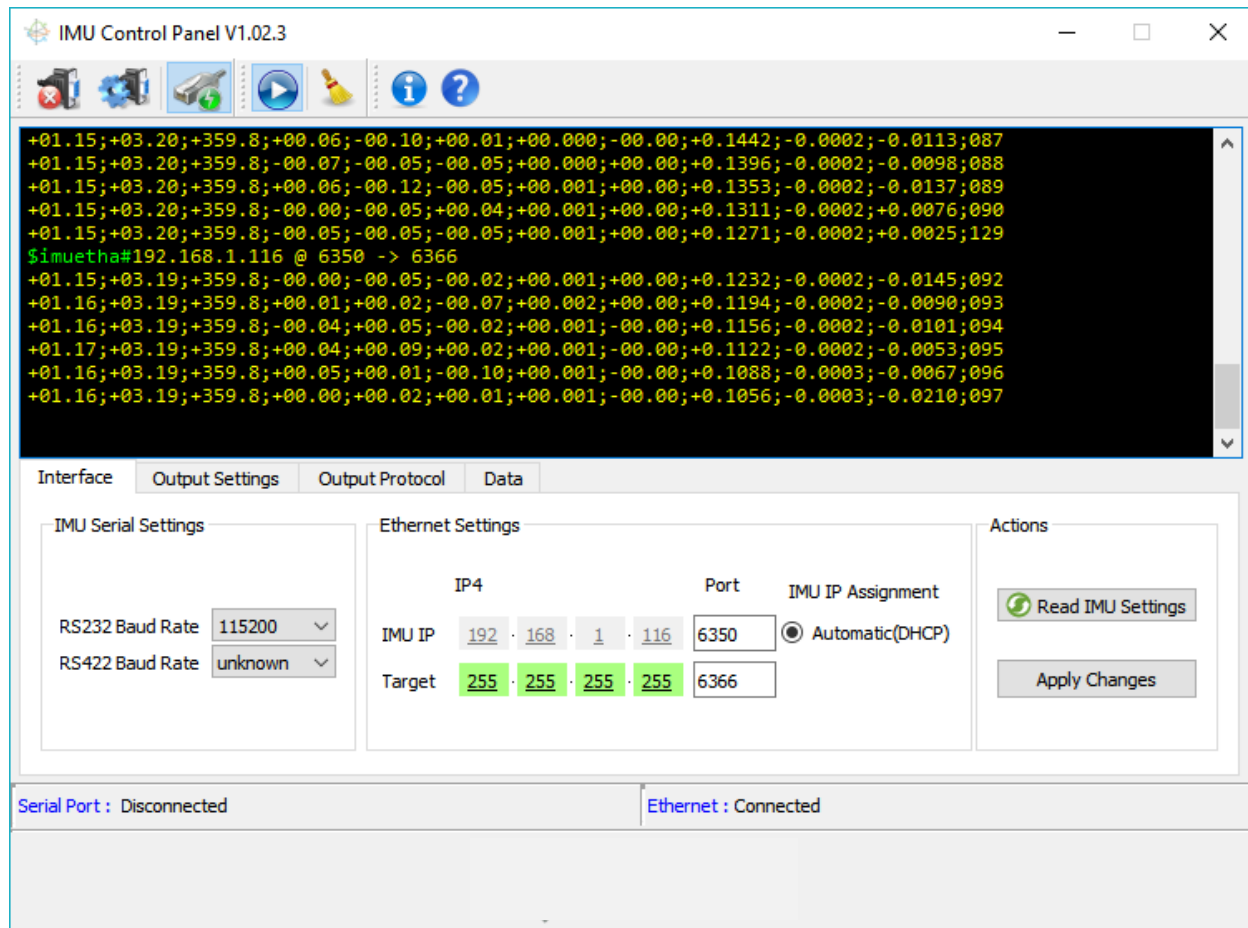 IMU Control Panel V1.02.3
+01.15;+03.20;+359.8;+00.06;-00.10;+00.01;+00.000;-00.00;+0.1442;-0.0002;-0.0113;087
+01.15;+03.20;+359.8;-00.07;-00.05;-00.05;+00.000;+00.00;+0.1396;-0.0002;-0.0098;088
+01.15;+03.20;+359.8;+00.06;-00.12;-00.05;+00.001;+00.00;+0.1353;-0.0002;-0.0137;089
+01.15;+03.20;+359.8;-00.00;-00.05;+00.04;+00.001;+00.00;+0.1311;-0.0002;+0.0076;090
+01.15;+03.20;+359.8;-00.05;-00.05;-00.05;+00.001;+00.00;+0.1271;-0.0002;+0.0025;129
$imuetha#192.168.1.116 @ 6350 -> 6366
+01.15;+03.19;+359.8;-00.00;-00.05;-00.02;+00.001;+00.00;+0.1232;-0.0002;-0.0145;092
+01.16;+03.19;+359.8;+00.01;+00.02;-00.07;+00.002;+00.00;+0.1194;-0.0002;-0.0090;093
+01.16;+03.19;+359.8;-00.04;+00.05;-00.02;+00.001;-00.00;+0.1156;-0.0002;-0.0101;094
+01.17;+03.19;+359.8;+00.04;+00.09;+00.02;+00.001;-00.00;+0.1122;-0.0002;-0.0053;095
+01.16;+03.19;+359.8;+00.05;+00.01;-00.10;+00.001;-00.00;+0.1088;-0.0003;-0.0067;096
+01.16;+03.19;+359.8;+00.00;+00.02;+00.01;+00.001;-00.00;+0.1056;-0.0003;-0.0210;097
Interface Output Settings Output Protocol Data
IMU Serial Settings
RS232 Baud Rate 115200
RS422 Baud Rate unknown
Ethernet Settings
IP4 Port IMU IP Assignment
IMU IP 192 . 168 . 1 . 116 6350 Automatic(DHCP)
Target 255 . 255 . 255 . 255 6366
Actions
Read IMU Settings
Apply Changes
Serial Port : Disconnected
Ethernet : Connected